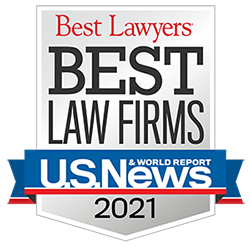 Best Lawyers®
BEST
LAW FIRMS
& WORLD REPORT
U.S.News
2021